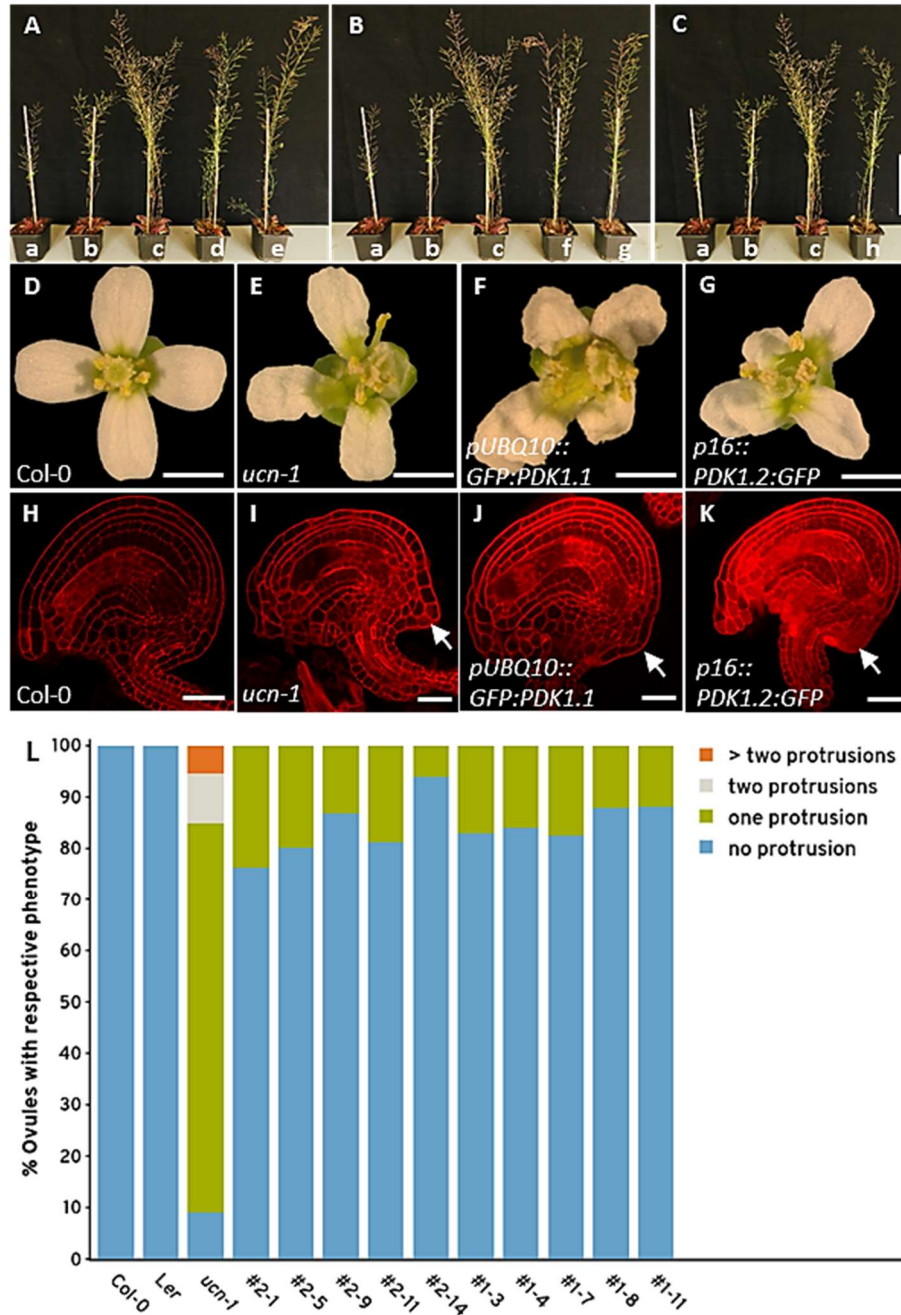 A
B
C
a
b
c
d
e
a
b
c
f
g
a
b
c
h
D
E
F
G
Col-0
ucn-1
pUBQ10::
GFP:PDK1.1
p16::
PDK1.2:GFP
H
I
J
K
Col-0
ucn-1
pUBQ10::
GFP:PDK1.1
p16::
PDK1.2:GFP
L
% Ovules with respective phenotype
100
90
80
70
60
50
40
30
20
10
0
> two protrusions
two protrusions
one protrusion
no protrusion
Col-0
Ler
ucn-1
#2-1
#2-5
#2-9
#2-11
#2-14
#1-3
#1-4
#1-7
#1-8
#1-11